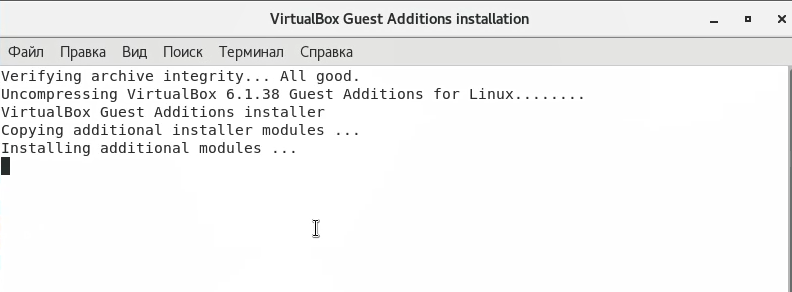 VirtualBox Guest Additions installation
Файл Правка Вид Поиск Терминал Справка
Verifying archive integrity... All good.
Uncompressing VirtualBox 6.1.38 Guest Additions for Linux........
VirtualBox Guest Additions installer
Copying additional installer modules ...
Installing additional modules ...